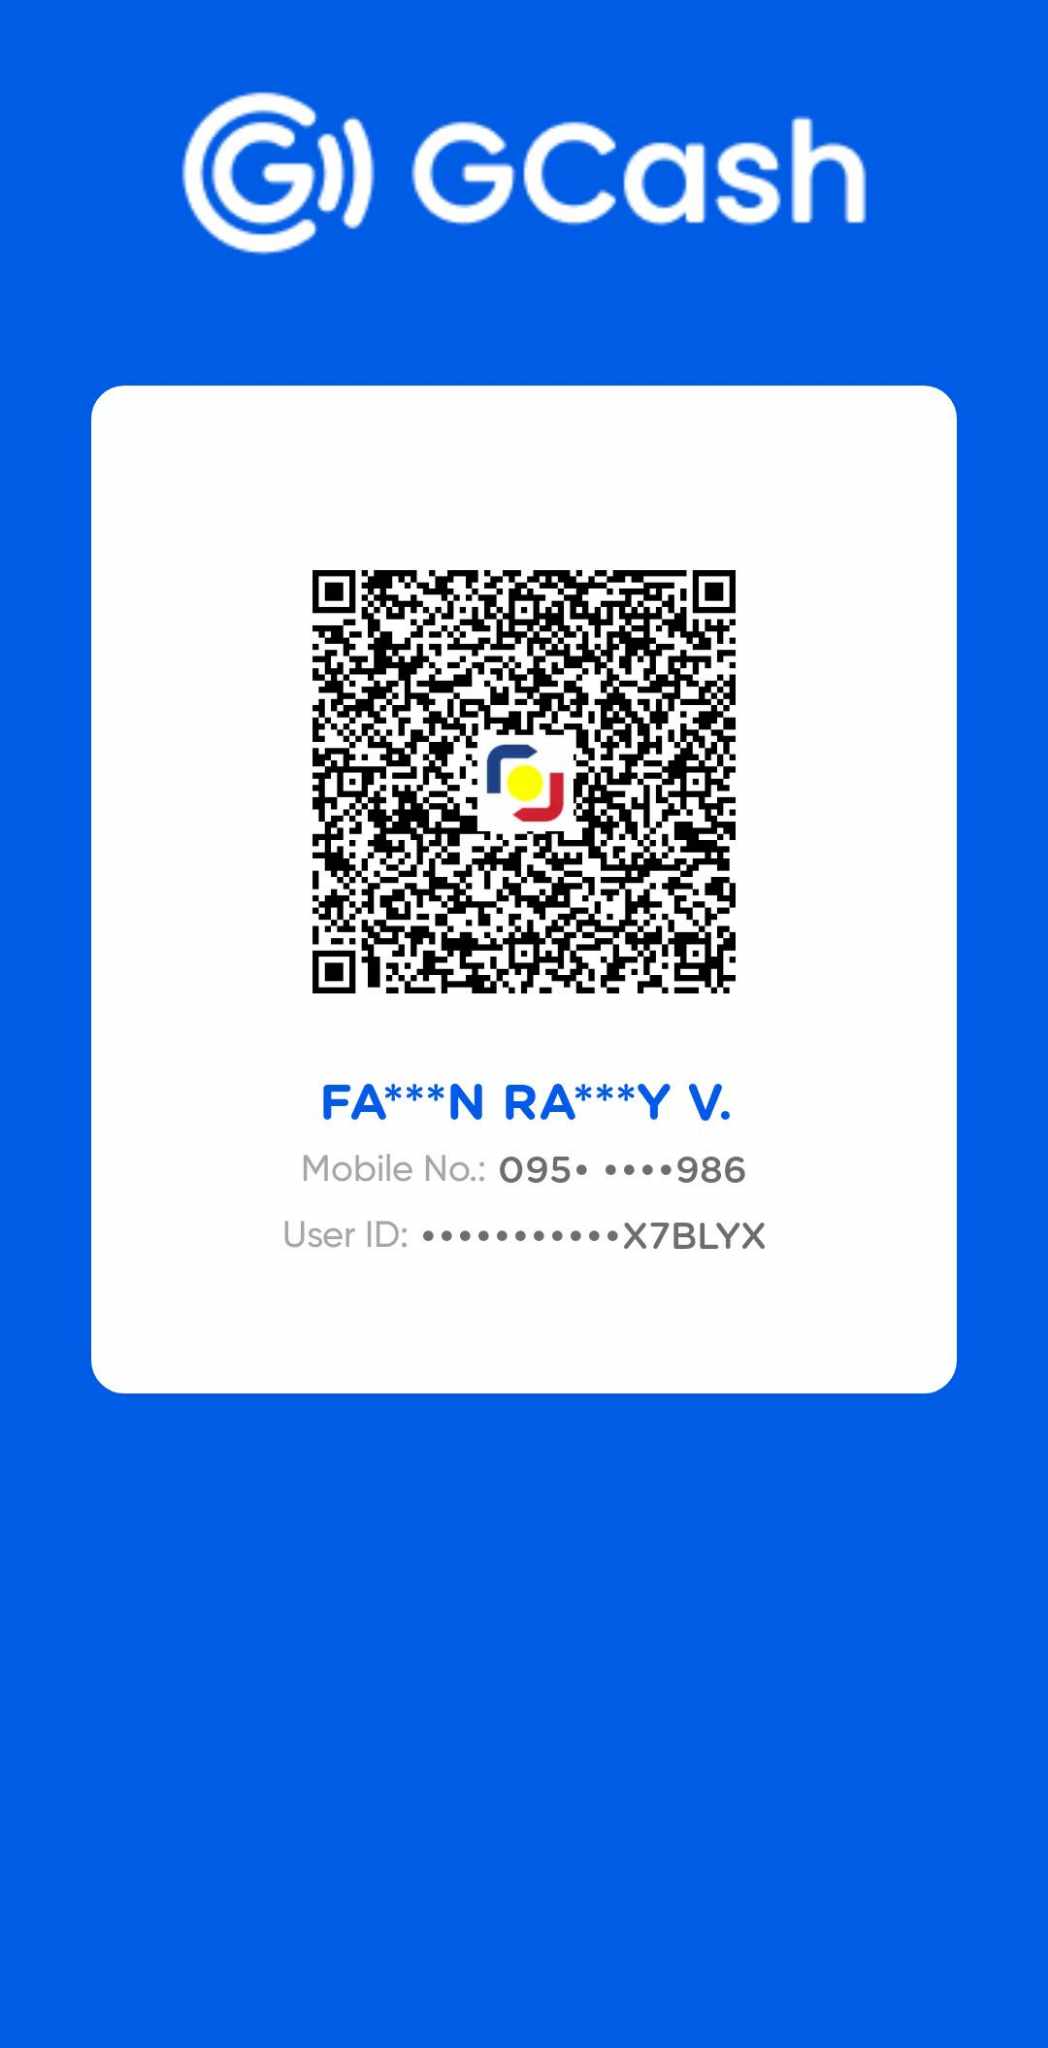 GCash
FA***N RA***Y V.
Mobile No.: 095• ••••986
User ID: •••••••••••X7BLYX